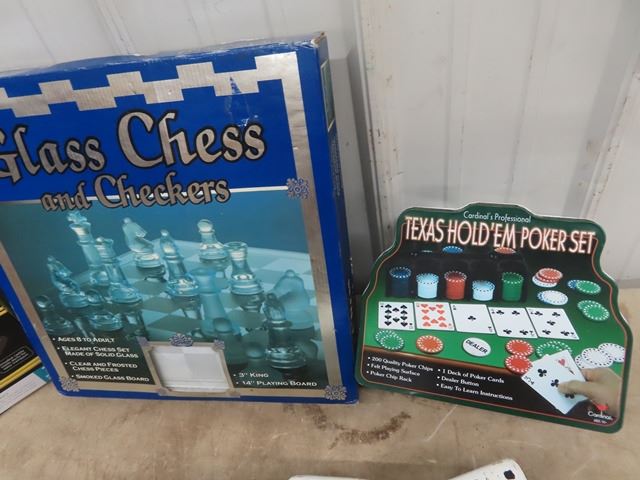 Glass Chess
and Checkers
• AGES 8 TO ADULT
• ELEGANT CHESS SET
MADE OF SOLID GLASS
• CLEAR AND FROSTED
CHESS PIECES
• SMOKED GLASS BOARD
• 3" KING
• 14" PLAYING BOARD
Cardinal's Professional
TEXAS HOLD'EM POKER SET
DEALER
• 200 Quality Poker Chips
• Felt Playing Surface
• Poker Chip Rack
• 1 Deck of Poker Cards
• Dealer Button
• Easy To Learn Instructions
Cardinal